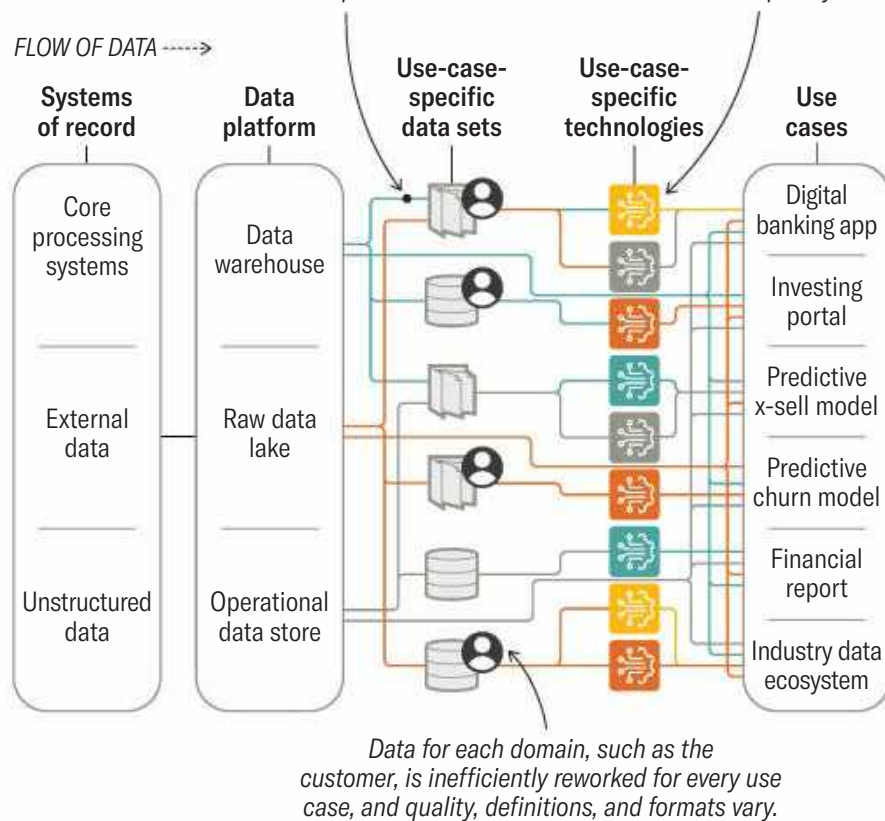 FLOW OF DATA
Systems
of record
Data
platform
Use-case-
specific
data sets
Use-case-
specific
technologies
Use
cases
Core
processing
systems
External
data
Unstructured
data
Data
warehouse
Raw data
lake
Operational
data store
Digital
banking app
Investing
portal
Predictive
x-sell model
Predictive
churn model
Financial
report
Industry data
ecosystem
Data for each domain, such as the
customer, is inefficiently reworked for every use
case, and quality, definitions, and formats vary.